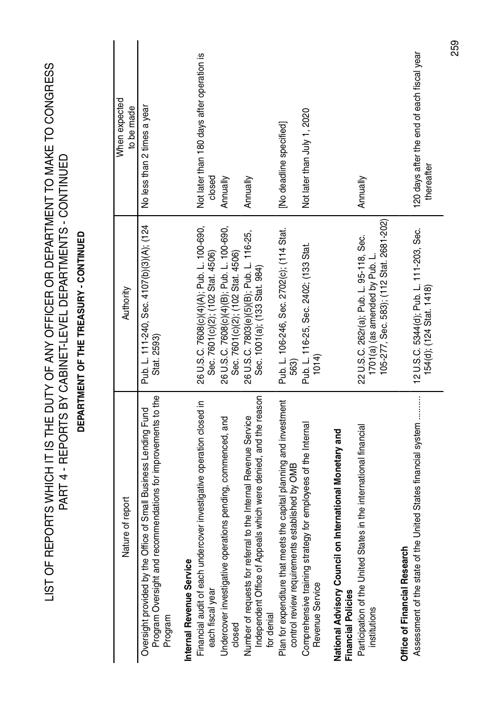 LIST OF REPORTS WHICH IT IS THE DUTY OF ANY OFFICER OR DEPARTMENT TO MAKE TO CONGRESS
PART 4 - REPORTS BY CABINET-LEVEL DEPARTMENTS - CONTINUED
DEPARTMENT OF THE TREASURY - CONTINUED
Nature of report
Authority
When expected
to be made
Oversight provided by the Office of Small Business Lending Fund
Program Oversight and recommendations for improvements to the
Program
Pub. L. 111-240, Sec. 4107(b)(3)(A); (124
Stat. 2593)
No less than 2 times a year
Internal Revenue Service
Financial audit of each undercover investigative operation closed in
each fiscal year
26 U.S.C. 7608(c)(4)(A); Pub. L. 100-690,
Sec. 7601(c)(2); (102 Stat. 4506)
Not later than 180 days after operation is
closed
Undercover investigative operations pending, commenced, and
closed
26 U.S.C. 7608(c)(4)(B); Pub. L. 100-690,
Sec. 7601(c)(2); (102 Stat. 4506)
Annually
Number of requests for referral to the Internal Revenue Service
Independent Office of Appeals which were denied, and the reason
for denial
26 U.S.C. 7803(e)(5)(B); Pub. L. 116-25,
Sec. 1001(a); (133 Stat. 984)
Annually
Plan for expenditure that meets the capital planning and investment
control review requirements established by OMB
Pub. L. 106-246, Sec. 2702(c); (114 Stat.
563)
[No deadline specified]
Comprehensive training strategy for employees of the Internal
Revenue Service
Pub. L. 116-25, Sec. 2402; (133 Stat.
1014)
Not later than July 1, 2020
National Advisory Council on International Monetary and
Financial Policies
Participation of the United States in the international financial
institutions
22 U.S.C. 262r(a); Pub. L. 95-118, Sec.
1701(a) (as amended by Pub. L.
105-277, Sec. 583); (112 Stat. 2681-202)
Annually
Office of Financial Research
Assessment of the state of the United States financial system ..........
12 U.S.C. 5344(d); Pub. L. 111-203, Sec.
154(d); (124 Stat. 1418)
120 days after the end of each fiscal year
thereafter
259